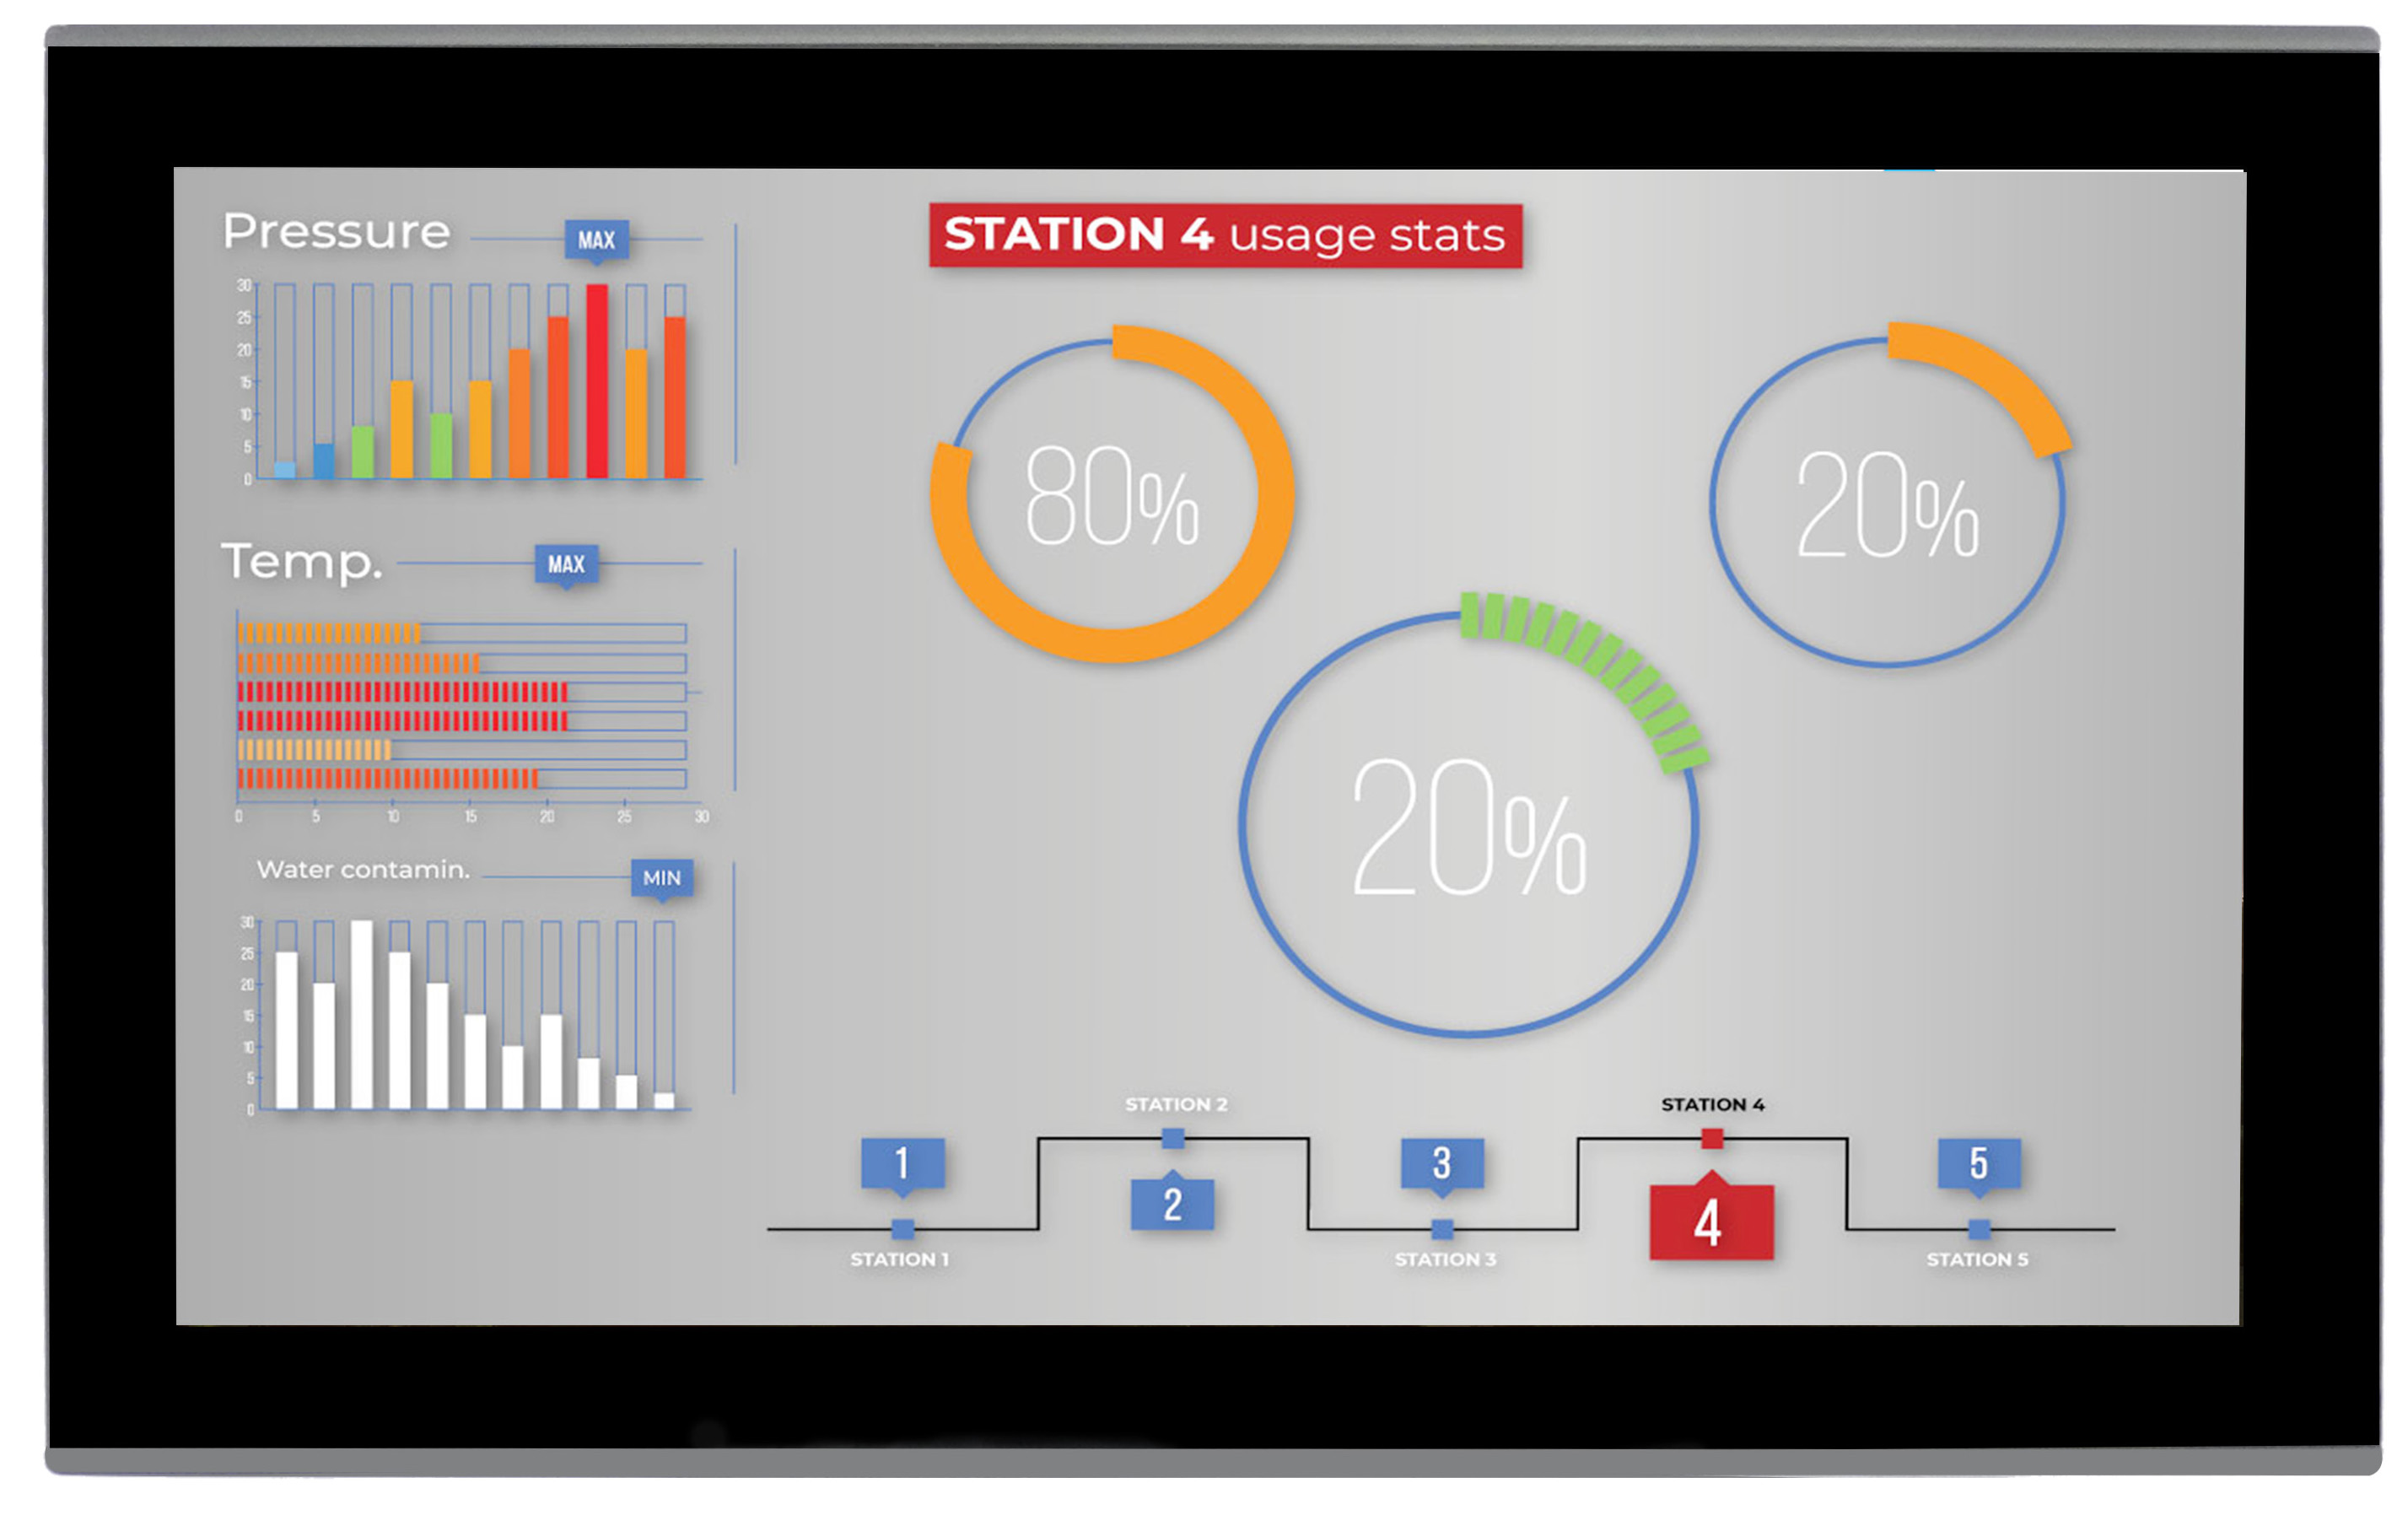 Pressure
MAX
30
25
20
15
10
5
0
Temp.
MAX
0 5 10 15 20 25 30
Water contamin.
MIN
30
25
20
15
10
5
0
STATION 4 usage stats
80%
20%
20%
STATION 2
STATION 4
1
3
5
2
4
STATION 1
STATION 3
STATION 5